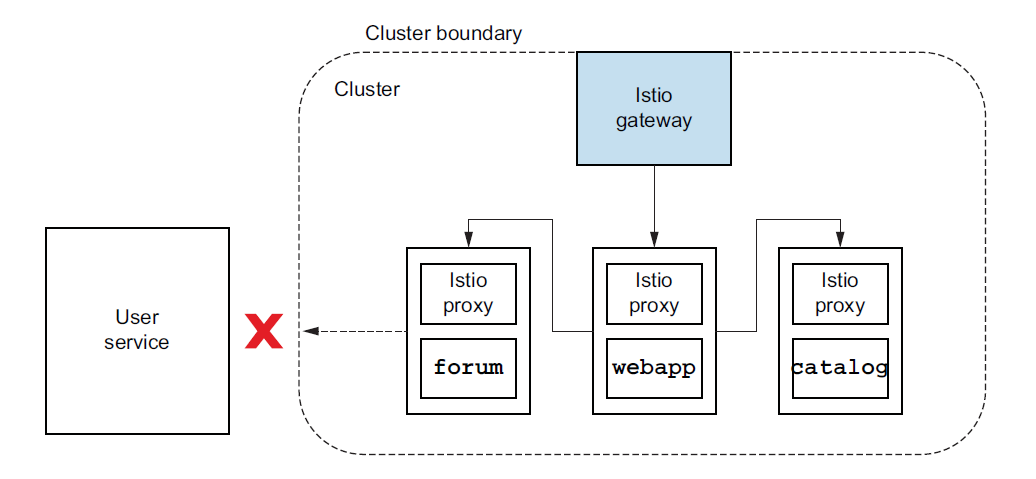 Cluster boundary
Cluster
Istio
gateway
User
service
X
Istio
proxy
forum
Istio
proxy
webapp
Istio
proxy
catalog